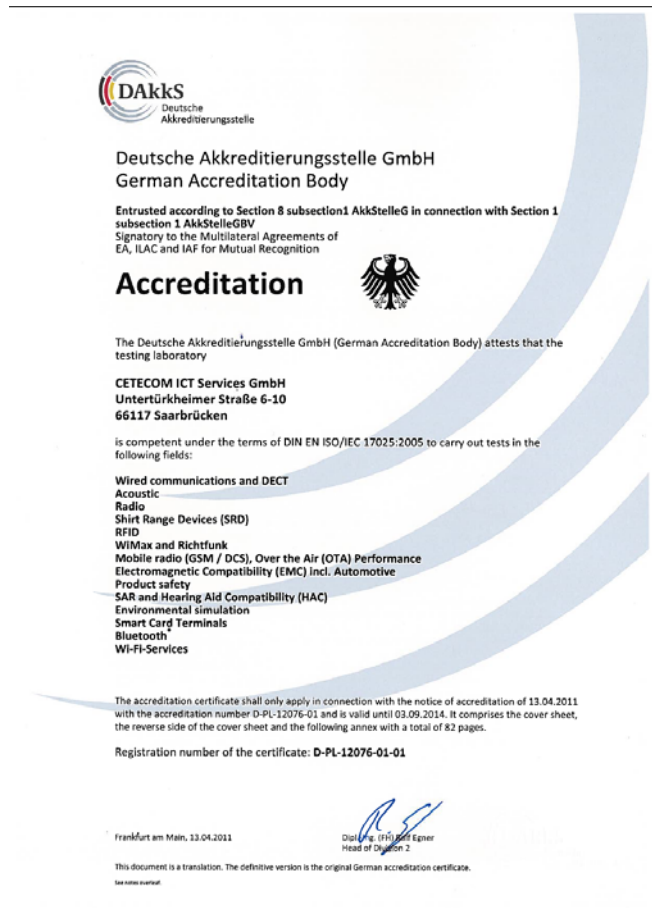 DAkkS
Deutsche
Akkreditierungsstelle
Deutsche Akkreditierungsstelle GmbH
German Accreditation Body
Entrusted according to Section 8 subsection1 AkkStelleG in connection with Section 1
subsection 1 AkkStelleGBV
Signatory to the Multilateral Agreements of
EA, ILAC and IAF for Mutual Recognition
Accreditation
The Deutsche Akkreditierungsstelle GmbH (German Accreditation Body) attests that the
testing laboratory
CETECOM ICT Services GmbH
Untertürkheimer Straße 6-10
66117 Saarbrücken
is competent under the terms of DIN EN ISO/IEC 17025:2005 to carry out tests in the
following fields:
Wired communications and DECT
Acoustic
Radio
Shirt Range Devices (SRD)
RFID
WiMax and Richtfunk
Mobile radio (GSM / DCS), Over the Air (OTA) Performance
Electromagnetic Compatibility (EMC) incl. Automotive
Product safety
SAR and Hearing Aid Compatibility (HAC)
Environmental simulation
Smart Card Terminals
Bluetooth
Wi-Fi-Services
The accreditation certificate shall only apply in connection with the notice of accreditation of 13.04.2011
with the accreditation number D-PL-12076-01 and is valid until 03.09.2014. It comprises the cover sheet,
the reverse side of the cover sheet and the following annex with a total of 82 pages.
Registration number of the certificate: D-PL-12076-01-01
Frankfurt am Main, 13.04.2011
(FH) Egner
Head of Division 2
This document is a translation. The definitive version is the original German accreditation certificate.
See notes overleaf.